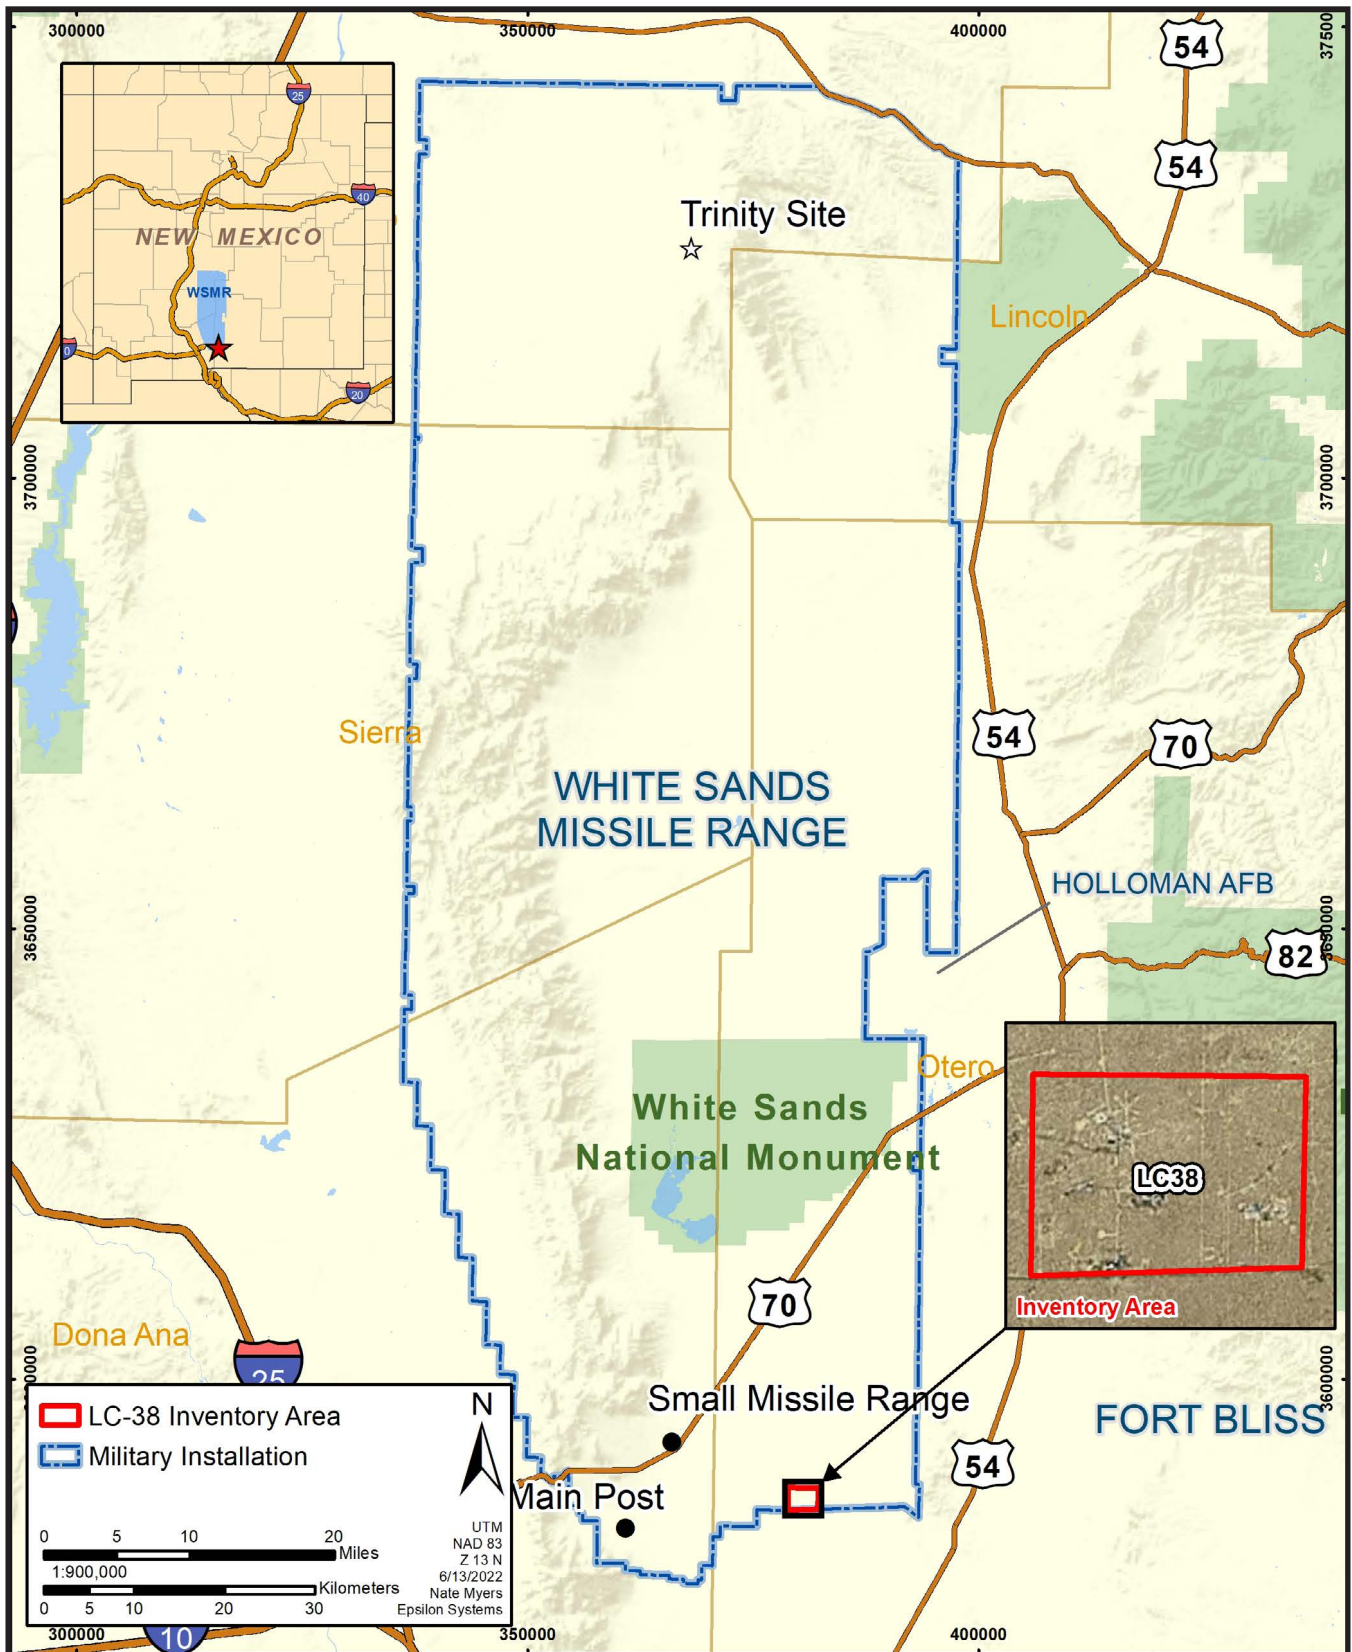 300000
350000
400000
37500
54
25
54
40
NEW MEXICO
Trinity Site
WSMR
Lincoln
0
20
3700000
3700000
Sierra
54
70
WHITE SANDS
MISSILE RANGE
HOLLOMAN AFB
3650000
3650000
82
Otero
White Sands
National Monument
LC38
Inventory Area
70
Dona Ana
25
3600000
Small Missile Range
FORT BLISS
54
Main Post
LC-38 Inventory Area
Military Installation
N
0 5 10 20
Miles
1:900,000
Kilometers
0 5 10 20 30
UTM
NAD 83
Z 13 N
6/13/2022
Nate Myers
Epsilon Systems
300000
10
350000
400000